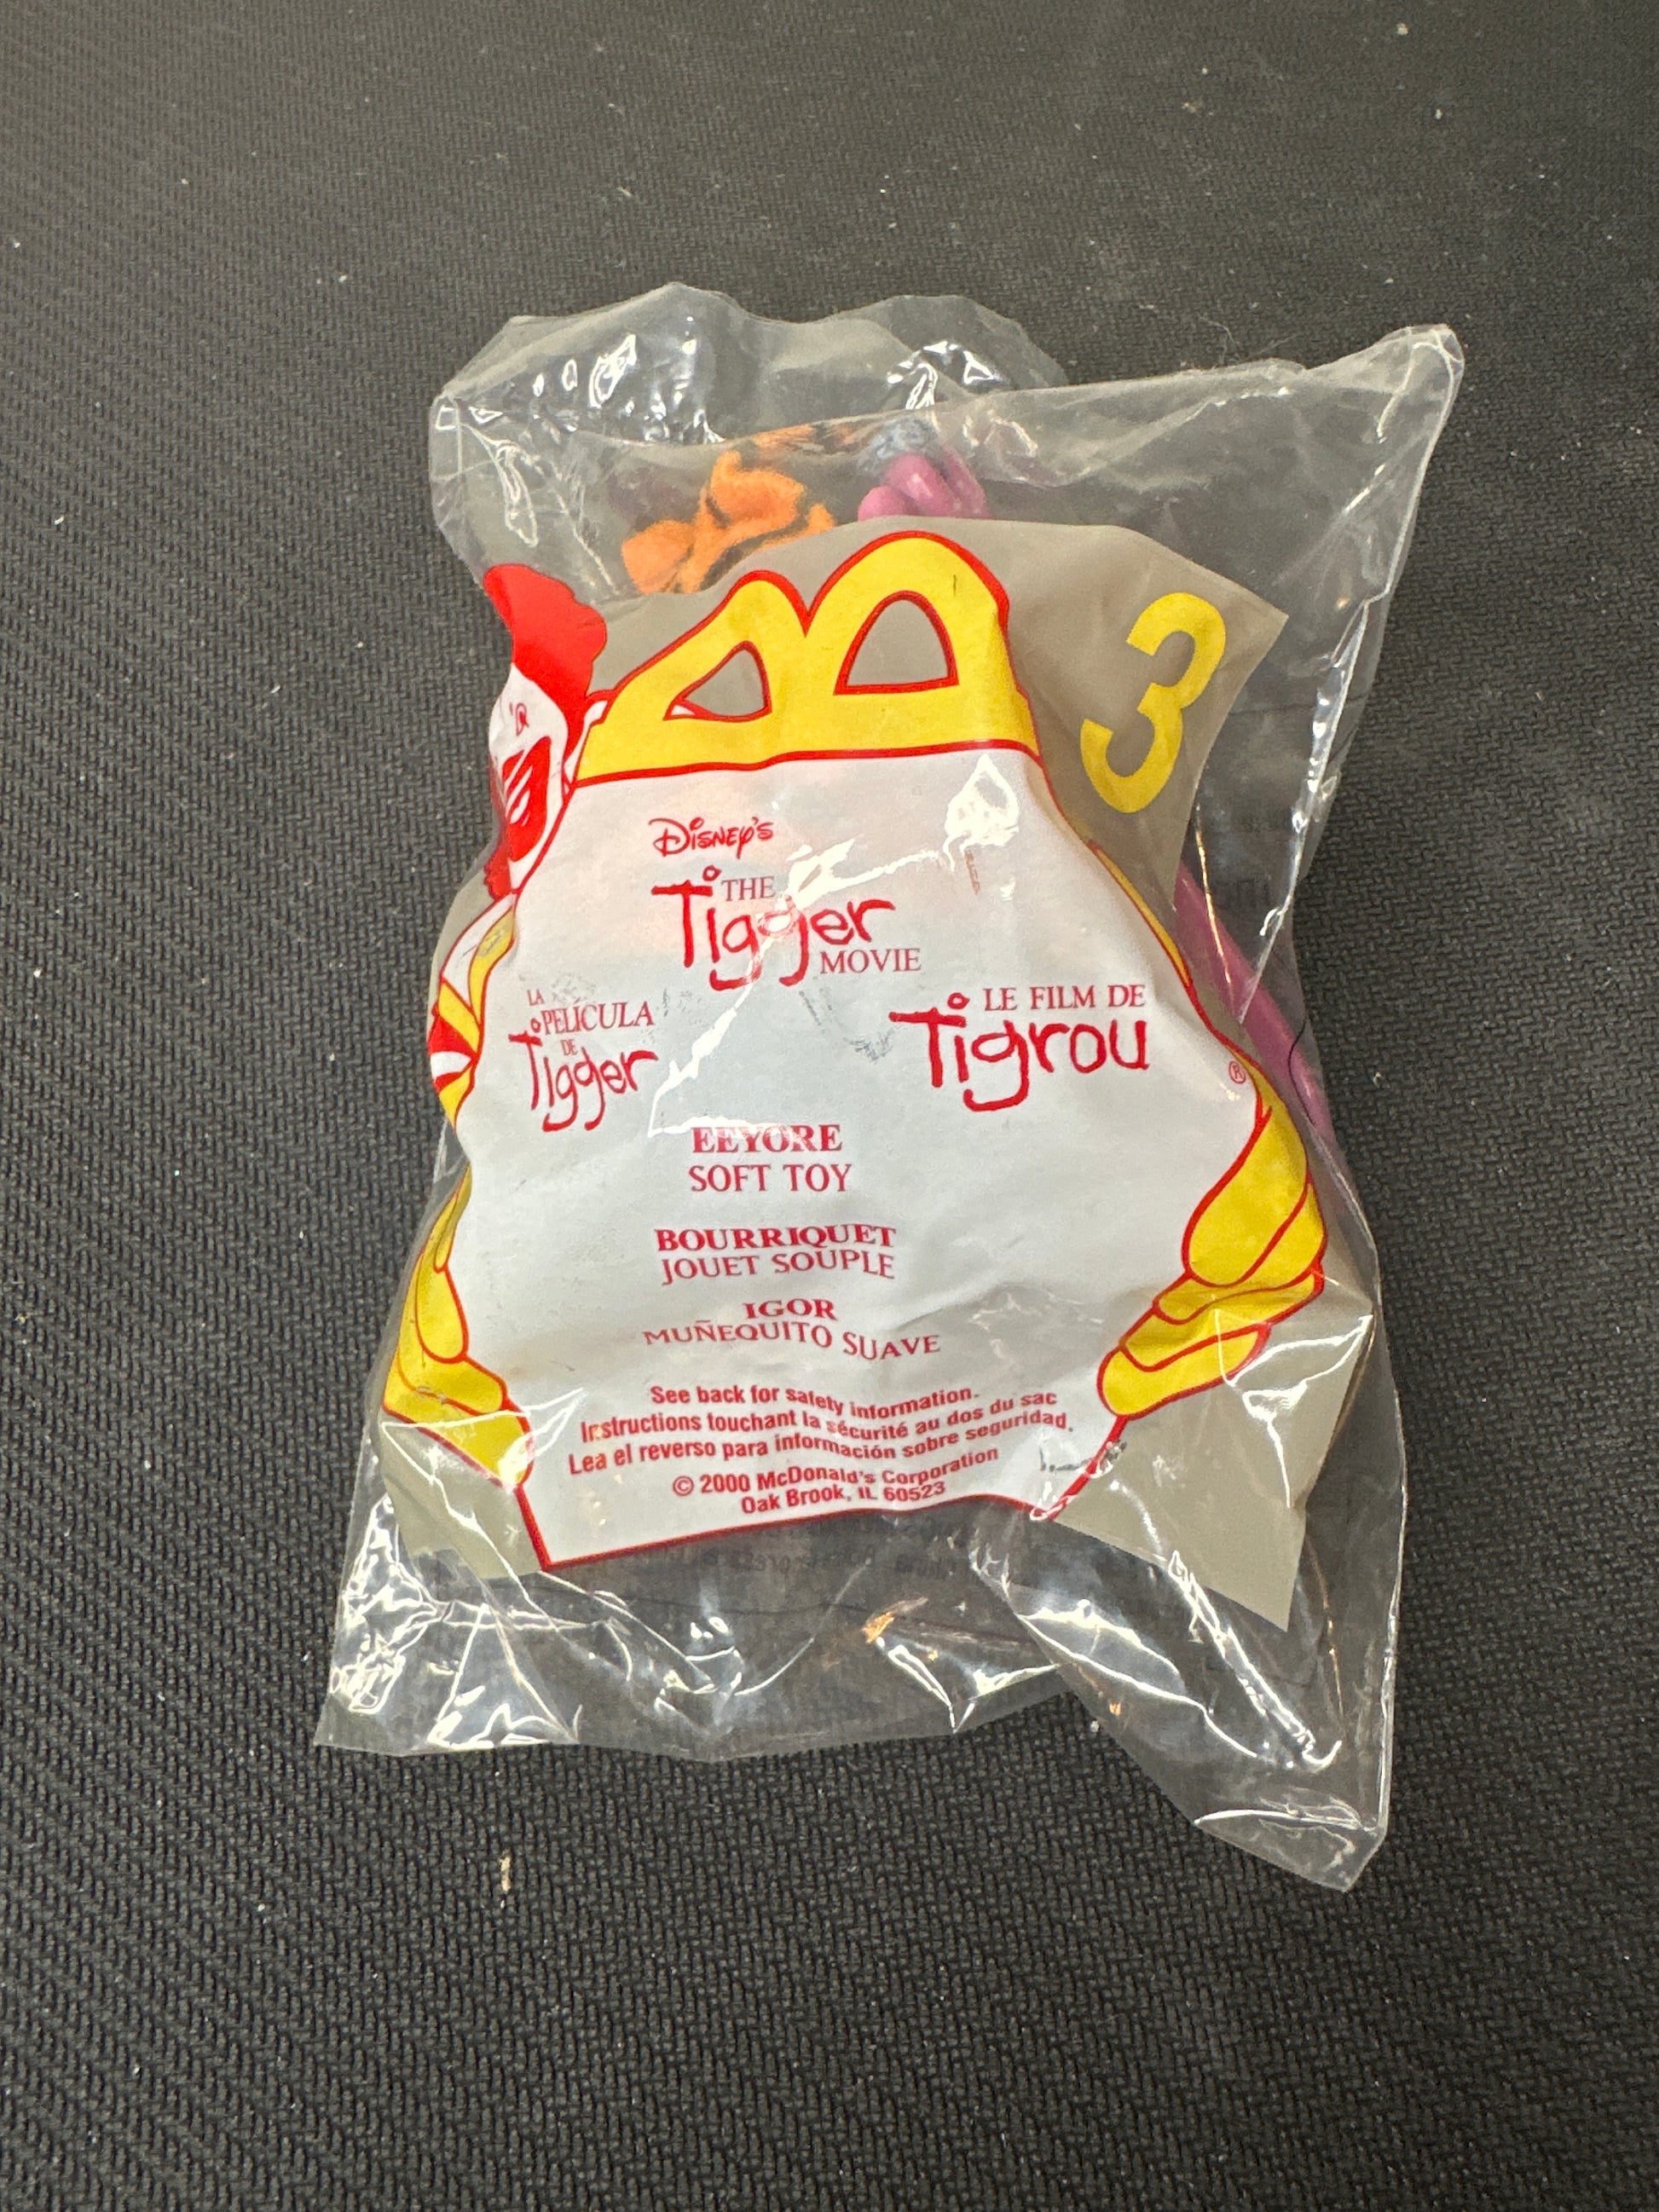 3
Disney's
THE
Tigger
MOVIE
LA
PELÍCULA
DE
Tigger
LE FILM DE
Tigrou
®
EEYORE
SOFT TOY
BOURRIQUET
JOUET SOUPLE
IGOR
MUÑEQUITO SUAVE
See back for safety information.
Instructions touchant la sécurité au dos du sac
Lea el reverso para información sobre seguridad.
© 2000 McDonald's Corporation
Oak Brook, IL 60523